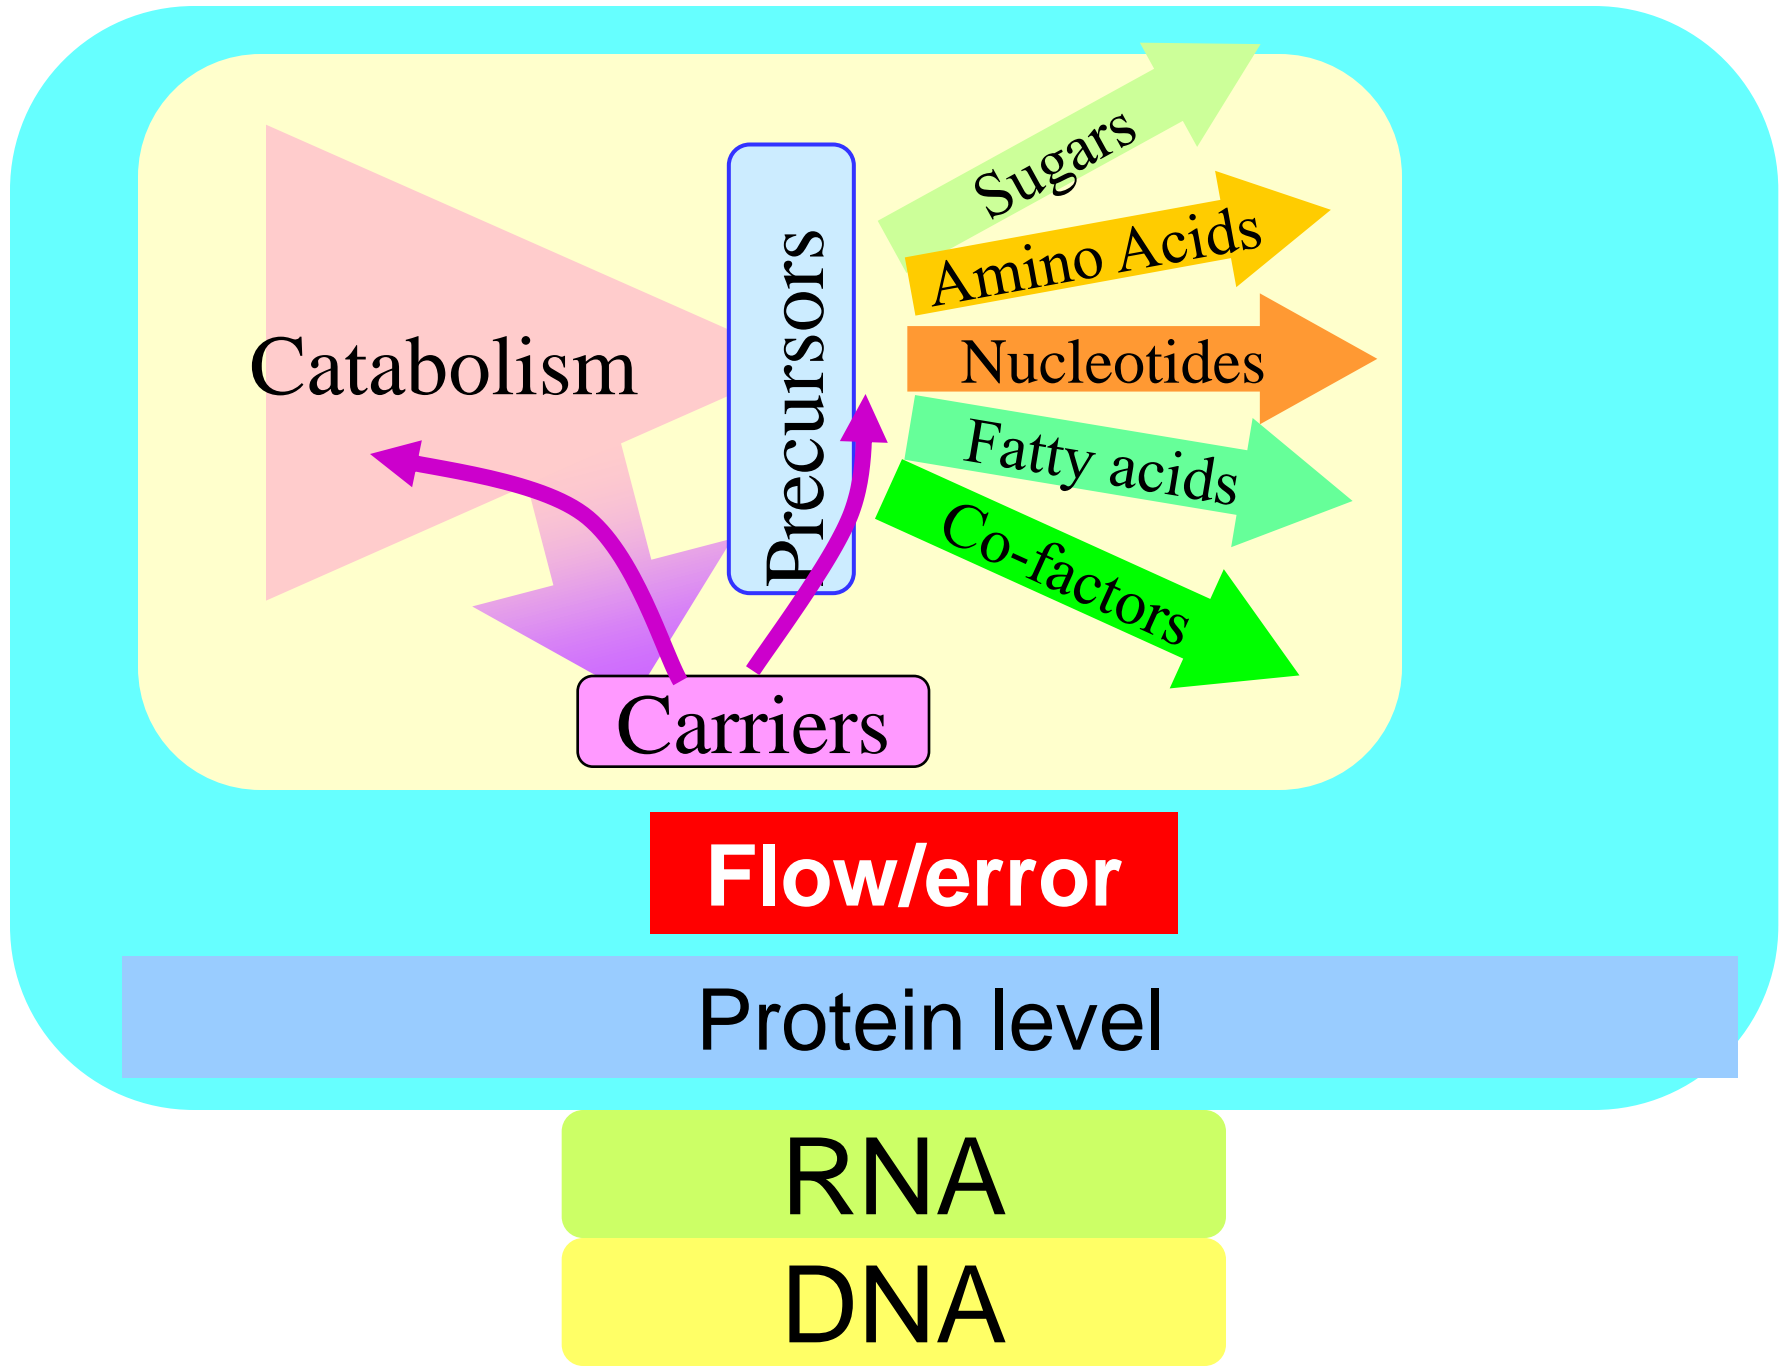 Catabolism
Precursors
Sugars
Amino Acids
Nucleotides
Fatty acids
Co-factors
Carriers
Flow/error
Protein level
RNA
DNA